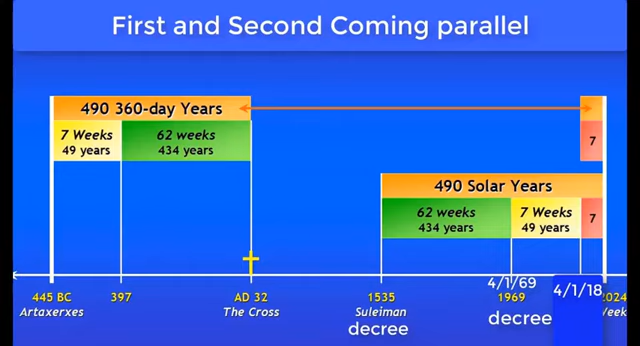 First and Second Coming parallel
490 360-day Years
7 Weeks
49 years
62 weeks
434 years
7
490 Solar Years
62 weeks
434 years
7 Weeks
49 years
7
445 BC
Artaxerxes
397
AD 32
The Cross
1535
Suleiman
decree
4/1/69
1969
decree
4/1/18
2024